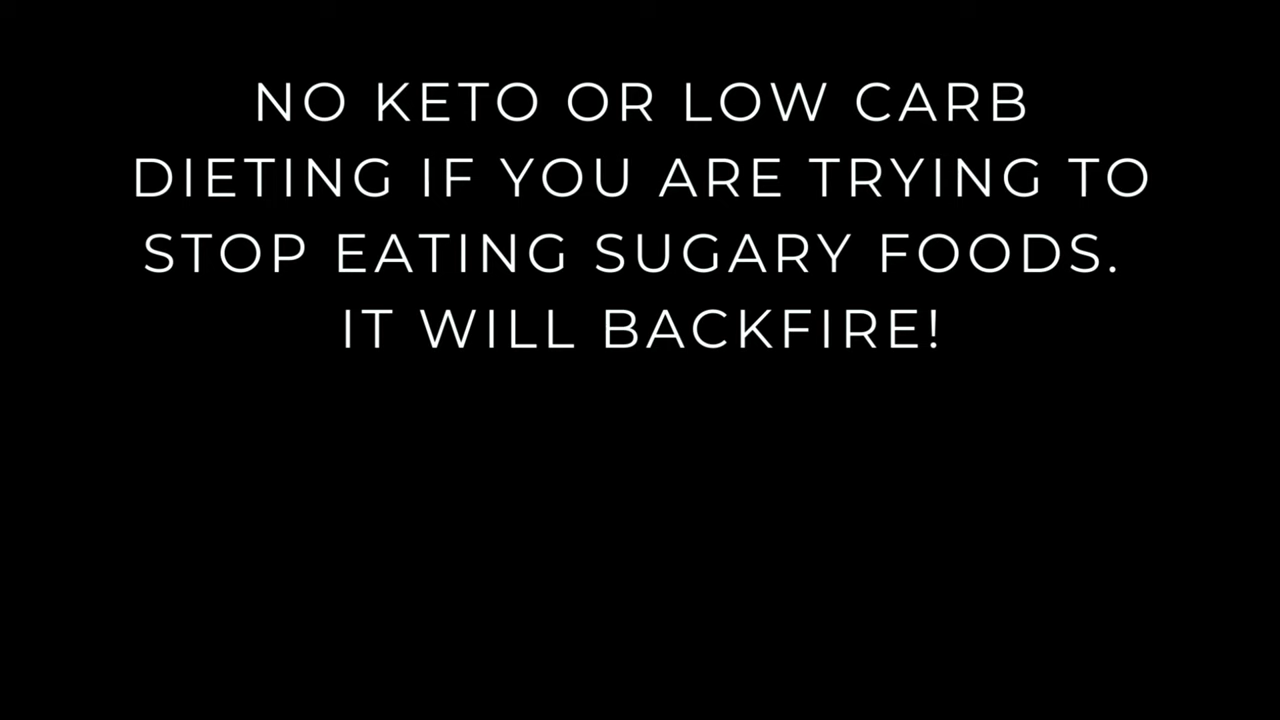 NO KETO OR LOW CARB
DIETING IF YOU ARE TRYING TO
STOP EATING SUGARY FOODS.
IT WILL BACKFIRE!